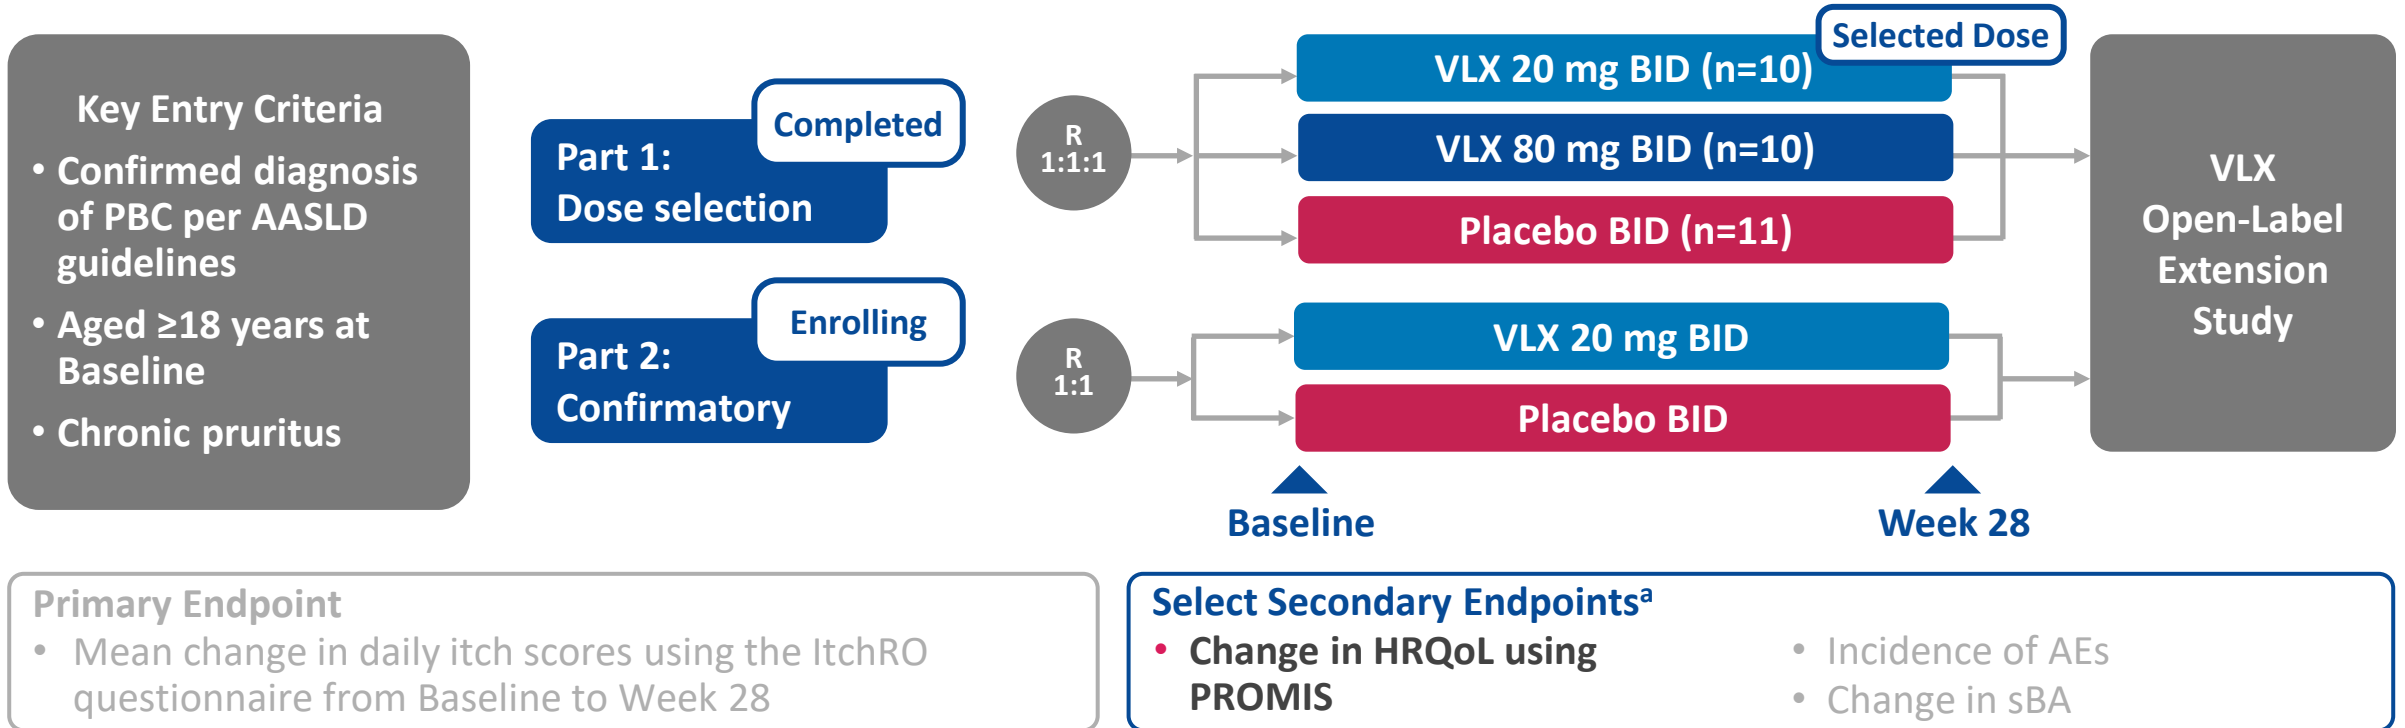 Key Entry Criteria
• Confirmed diagnosis
of PBC per AASLD
guidelines
• Aged ≥18 years at
Baseline
• Chronic pruritus
Part 1:
Dose selection
Completed
R
1:1:1
VLX 20 mg BID (n=10)
Selected Dose
VLX 80 mg BID (n=10)
Placebo BID (n=11)
Part 2:
Confirmatory
Enrolling
R
1:1
VLX 20 mg BID
Placebo BID
Baseline
Week 28
VLX
Open-Label
Extension
Study
Primary Endpoint
• Mean change in daily itch scores using the ItchRO
questionnaire from Baseline to Week 28
Select Secondary Endpointsᵃ
• Change in HRQoL using
PROMIS
• Incidence of AEs
• Change in sBA